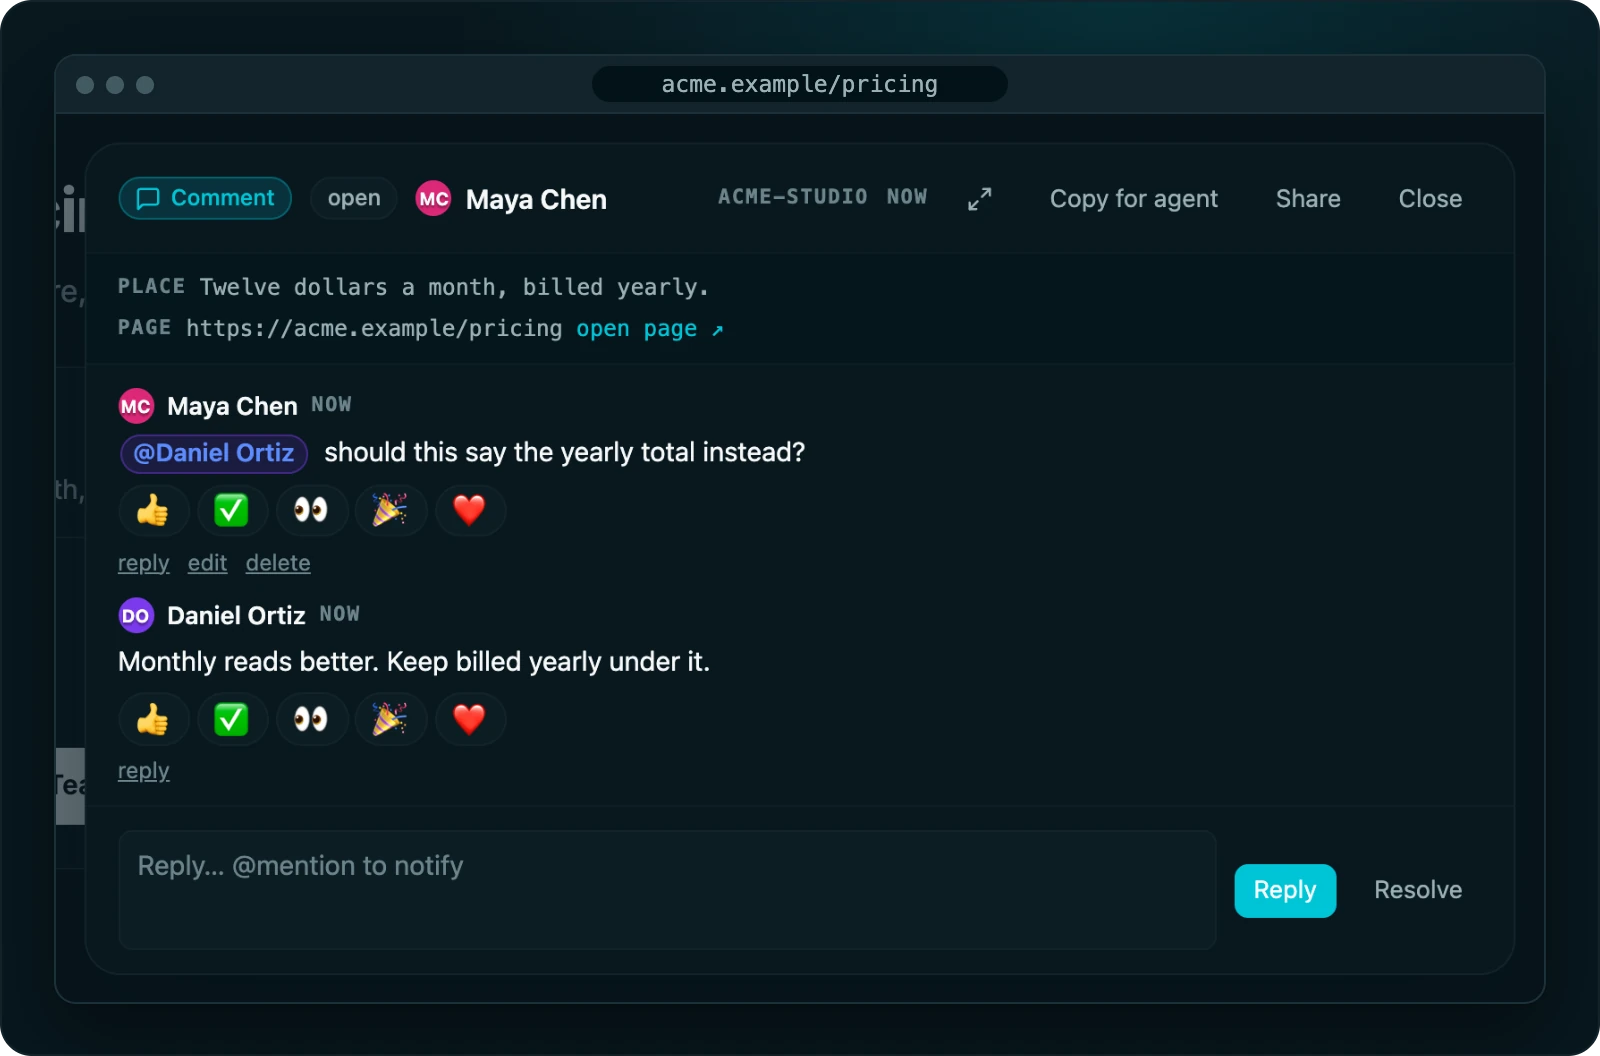 acme.example/pricing
Comment open MC Maya Chen ACME-STUDIO NOW Copy for agent Share Close
PLACE Twelve dollars a month, billed yearly.
PAGE https://acme.example/pricing open page ↗
MC Maya Chen NOW
@Daniel Ortiz should this say the yearly total instead?
reply edit delete
DO Daniel Ortiz NOW
Monthly reads better. Keep billed yearly under it.
reply
Reply... @mention to notify
Reply Resolve